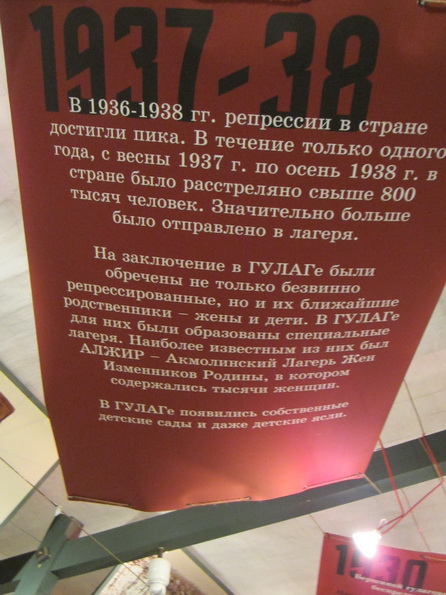 1937-38
В 1936-1938 гг. репрессии в стране
достигли пика. В течение только одного
года, с весны 1937 г. по осень 1938 г. в
стране было расстреляно свыше 800
тысяч человек. Значительно больше
было отправлено в лагеря.
На заключение в ГУЛАГе были
обречены не только безвинно
репрессированные, но и их ближайшие
родственники – жены и дети. В ГУЛАГе
для них были образованы специальные
лагеря. Наиболее известным из них был
АЛЖИР – Акмолинский Лагерь Жен
Изменников Родины, в котором
содержались тысячи женщин.
В ГУЛАГе появились собственные
детские сады и даже детские ясли.
1930